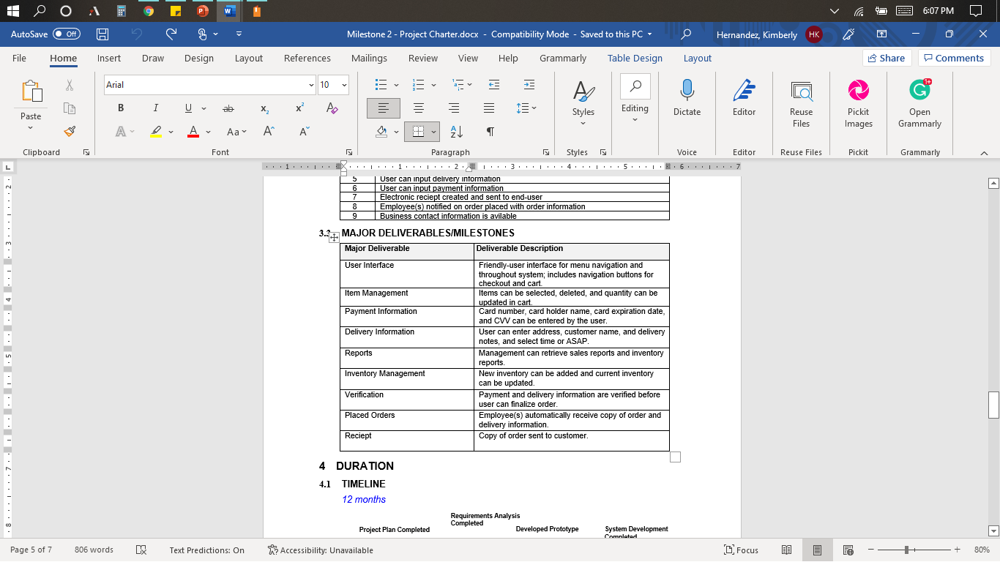 6:07 PM
AutoSave Off
Milestone 2 - Project Charter.docx - Compatibility Mode - Saved to this PC
Hernandez, Kimberly HK
File Home Insert Draw Design Layout References Mailings Review View Help Grammarly Table Design Layout
Share Comments
Arial 10
Paste
B I U ab x2 x2 A
A A Aa A A
Styles Editing Dictate Editor Reuse Files Pickit Images Open Grammarly
Clipboard Font Paragraph Styles Voice Editor Reuse Files Pickit Grammarly
1 1 2 3 4 5 6 7
5 User can input delivery information
6 User can input payment information
7 Electronic reciept created and sent to end-user
8 Employee(s) notified on order placed with order information
9 Business contact information is avilable
MAJOR DELIVERABLES/MILESTONES
Major Deliverable Deliverable Description
User Interface Friendly-user interface for menu navigation and
throughout system; includes navigation buttons for
checkout and cart.
Item Management Items can be selected, deleted, and quantity can be
updated in cart.
Payment Information Card number, card holder name, card expiration date,
and CVV can be entered by the user.
Delivery Information User can enter address, customer name, and delivery
notes, and select time or ASAP.
Reports Management can retrieve sales reports and inventory
reports.
Inventory Management New inventory can be added and current inventory
can be updated.
Verification Payment and delivery information are verified before
user can finalize order.
Placed Orders Employee(s) automatically receive copy of order and
delivery information.
Reciept Copy of order sent to customer.
4 DURATION
4.1 TIMELINE
12 months
Requirements Analysis
Completed
Project Plan Completed Developed Prototype System Development
Completed
Page 5 of 7 806 words Text Predictions: On Accessibility: Unavailable Focus 80%